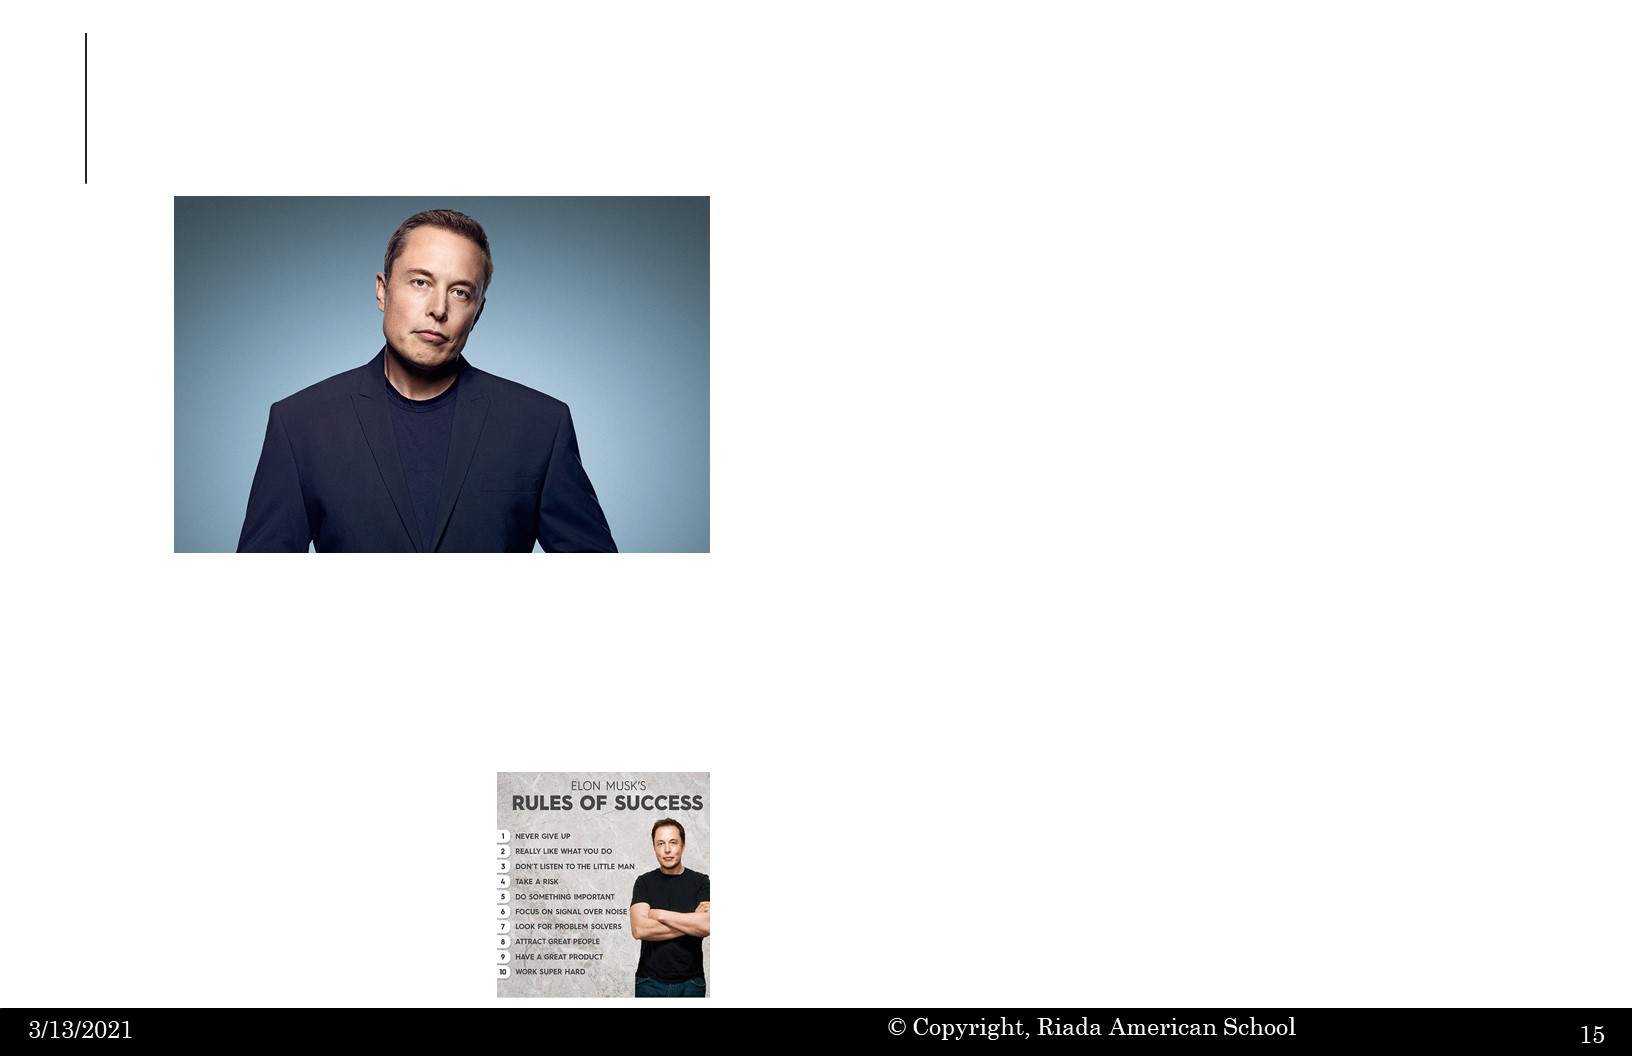 ELON MUSK'S
RULES OF SUCCESS
1 NEVER GIVE UP
2 REALLY LIKE WHAT YOU DO
3 DON'T LISTEN TO THE LITTLE MAN
4 TAKE A RISK
5 DO SOMETHING IMPORTANT
6 FOCUS ON SIGNAL OVER NOISE
7 LOOK FOR PROBLEM SOLVERS
8 ATTRACT GREAT PEOPLE
9 HAVE A GREAT PRODUCT
10 WORK SUPER HARD
3/13/2021
© Copyright, Riada American School
15